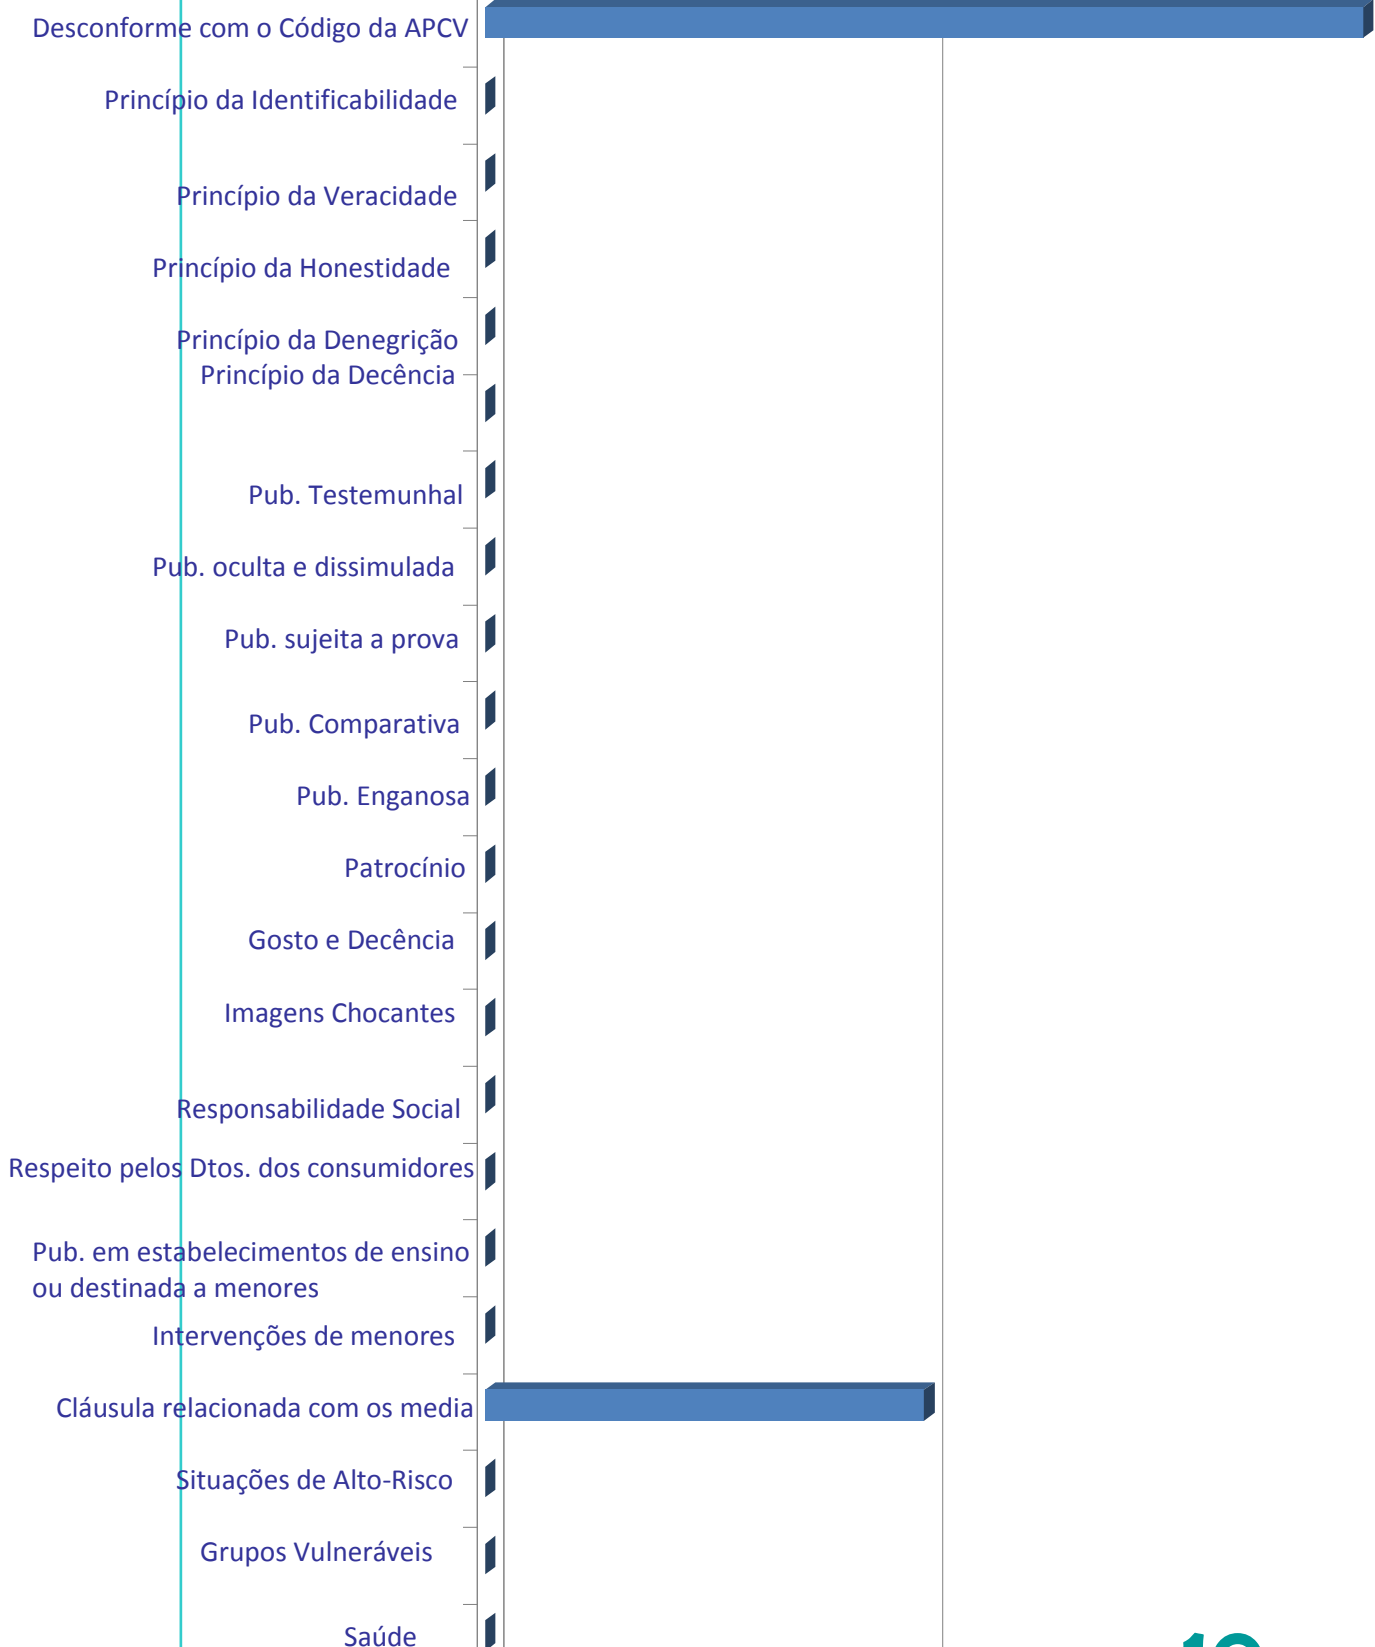 Desconforme com o Código da APCV
Princípio da Identificabilidade
Princípio da Veracidade
Princípio da Honestidade
Princípio da Denegrição
Princípio da Decência
Pub. Testemunhal
Pub. oculta e dissimulada
Pub. sujeita a prova
Pub. Comparativa
Pub. Enganosa
Patrocínio
Gosto e Decência
Imagens Chocantes
Responsabilidade Social
Respeito pelos Dtos. dos consumidores
Pub. em estabelecimentos de ensino
ou destinada a menores
Intervenções de menores
Cláusula relacionada com os media
Situações de Alto-Risco
Grupos Vulneráveis
Saúde